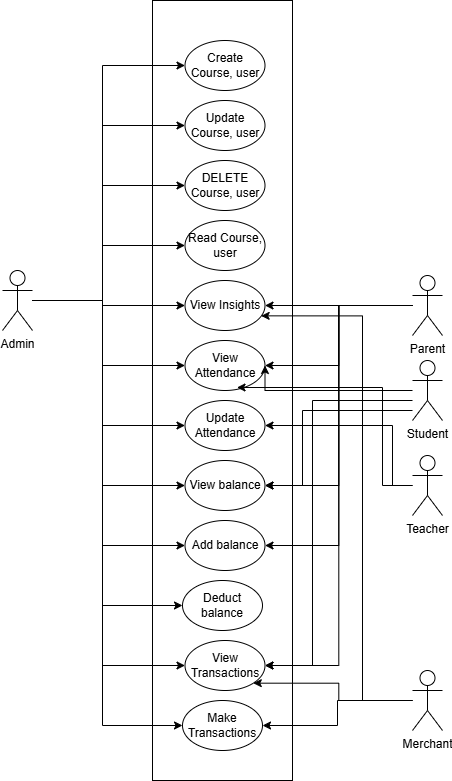 Create
Course, user
Update
Course, user
DELETE
Course, user
Read Course,
user
View Insights
View
Attendance
Update
Attendance
View balance
Add balance
Deduct
balance
View
Transactions
Make
Transactions
Admin
Parent
Student
Teacher
Merchant